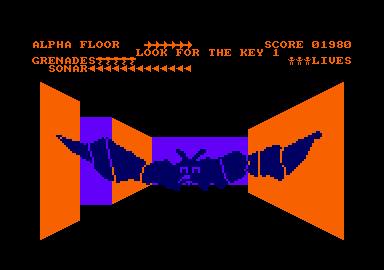 ALPHA FLOOR SCORE 01980
LOOK FOR THE KEY 1
GRENADES LIVES
SONAR